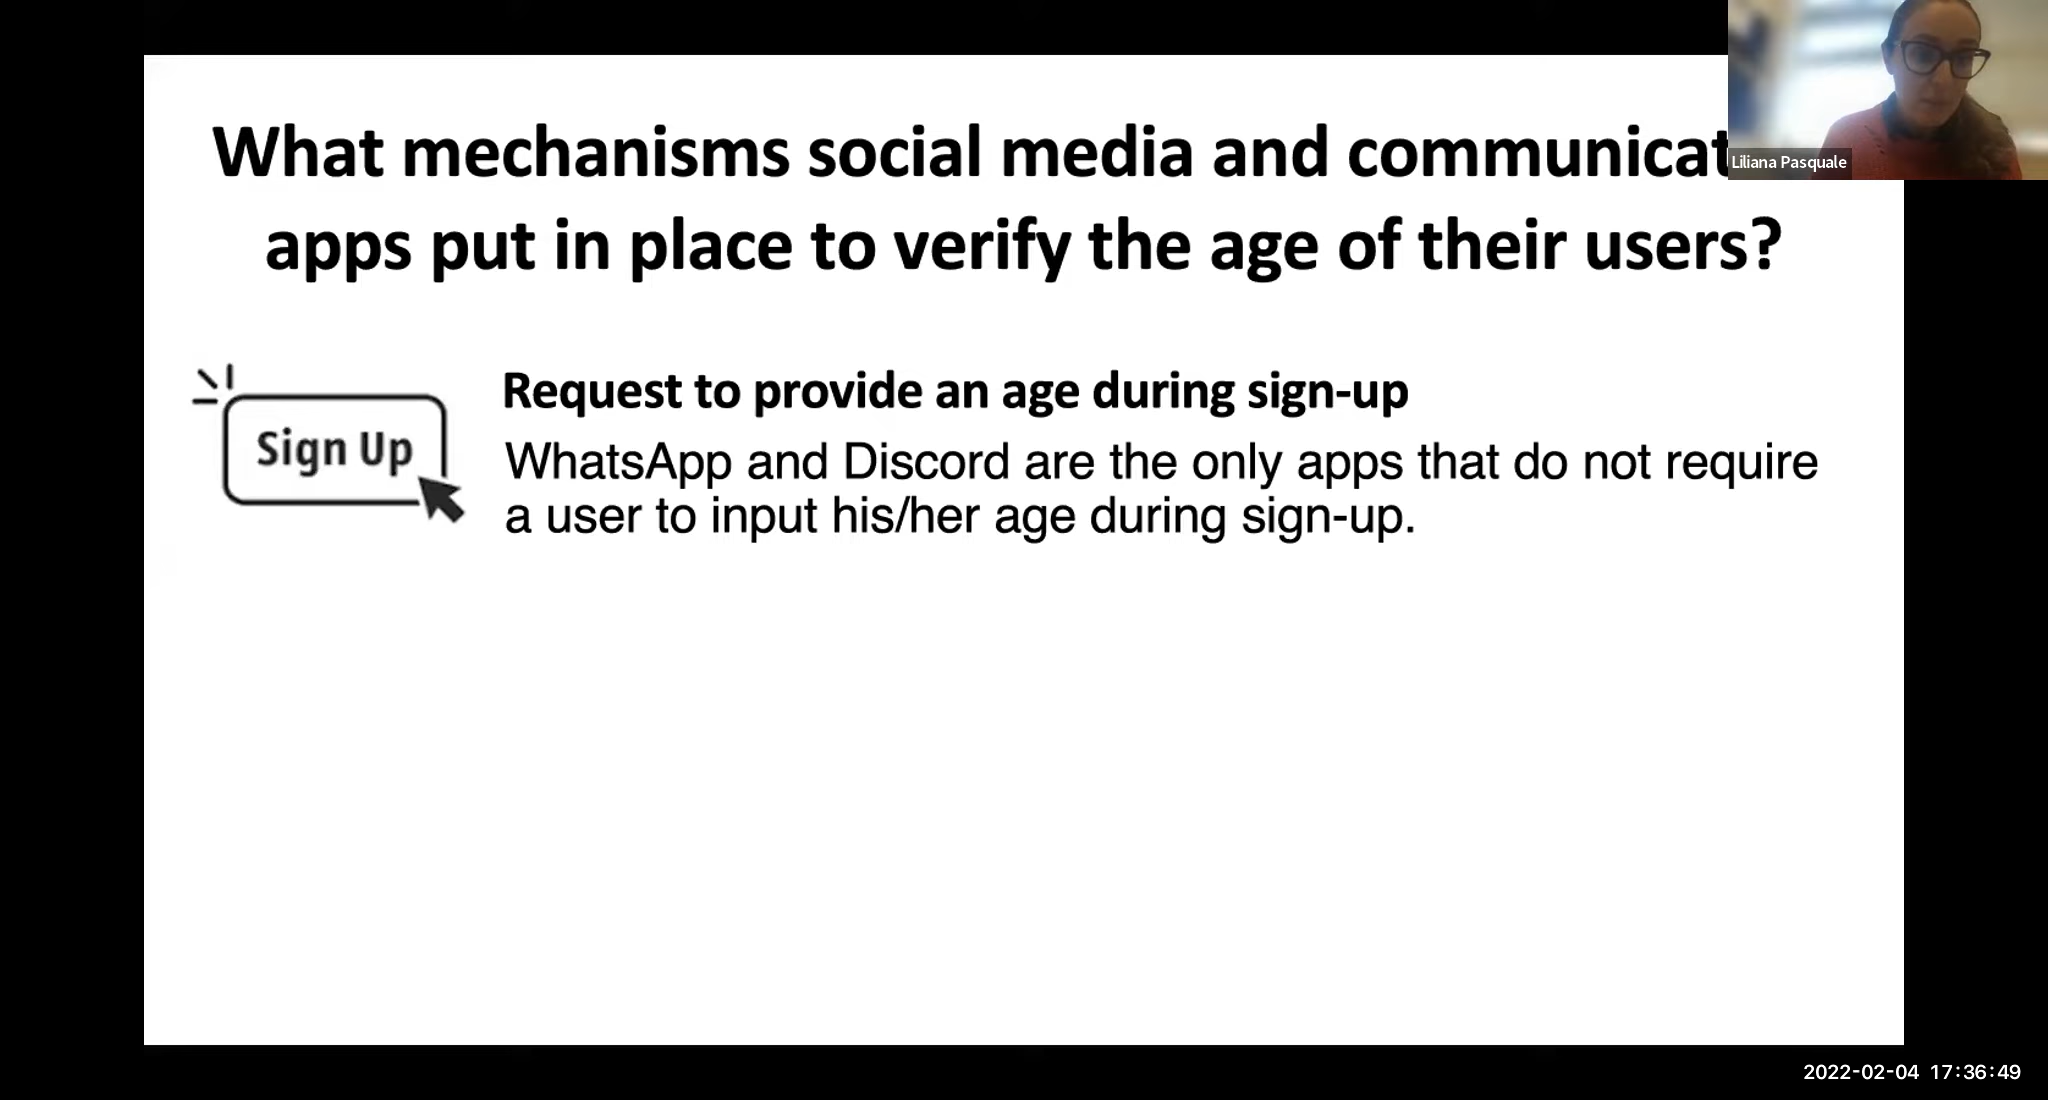 What mechanisms social media and communicat
apps put in place to verify the age of their users?
Sign Up
Request to provide an age during sign-up
WhatsApp and Discord are the only apps that do not require
a user to input his/her age during sign-up.
Liliana Pasquale
2022-02-04 17:36:49